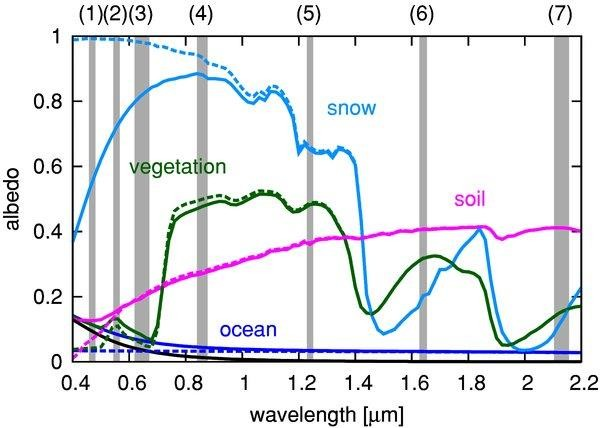 (1) (2) (3) (4) (5) (6) (7)
1
0.8
snow
vegetation
0.6
soil
albedo
0.4
0.2
ocean
0
0.4 0.6 0.8 1 1.2 1.4 1.6 1.8 2 2.2
wavelength [μm]